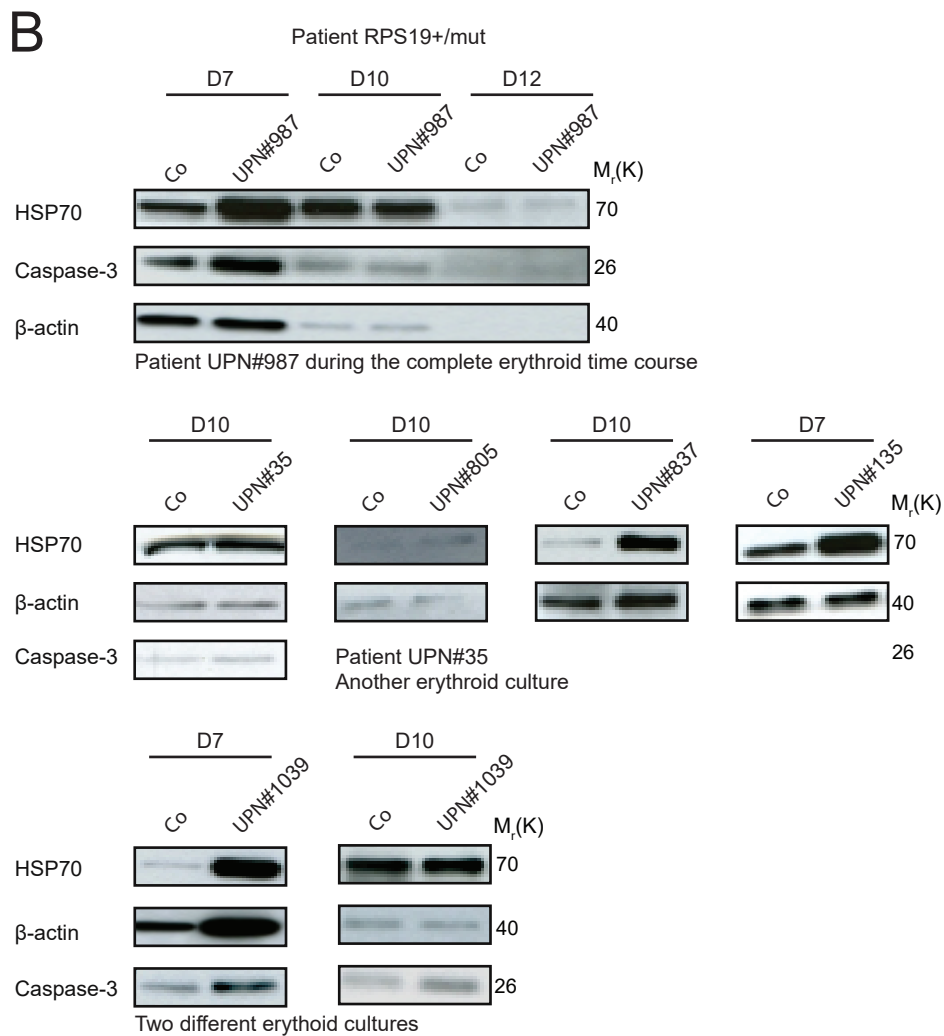 B
Patient RPS19+/mut
D7 D10 D12
Co UPN#987 Co UPN#987 Co UPN#987 Mr(K)
HSP70 70
Caspase-3 26
β-actin 40
Patient UPN#987 during the complete erythroid time course
D10 D10 D10 D7
Co UPN#35 Co UPN#805 Co UPN#837 Co UPN#135 Mr(K)
HSP70 70
β-actin 40
Caspase-3 Patient UPN#35 26
Another erythroid culture
D7 D10
Co UPN#1039 Co UPN#1039 Mr(K)
HSP70 70
β-actin 40
Caspase-3 26
Two different erythoid cultures